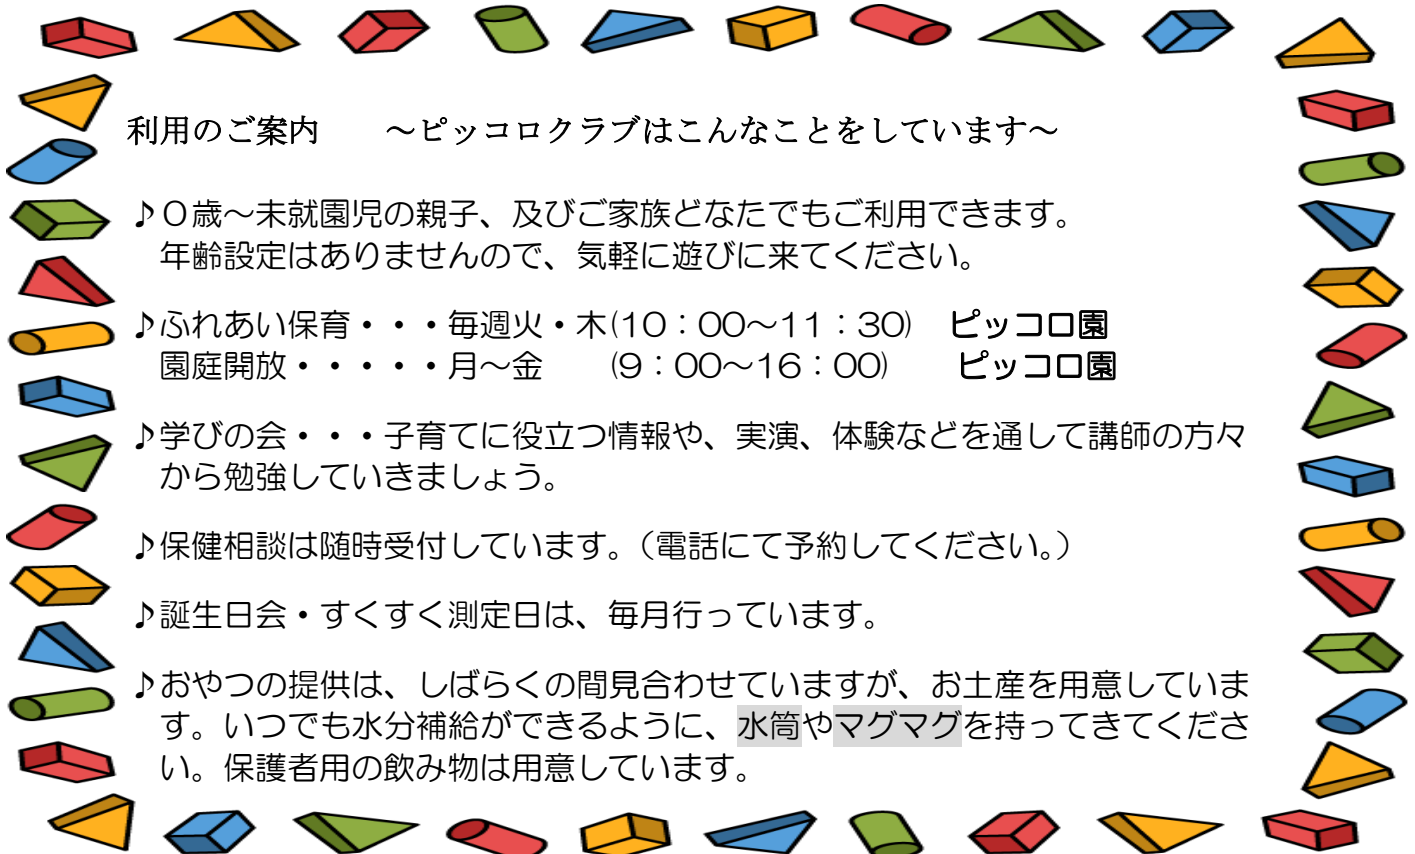 利用のご案内　　～ピッコロクラブはこんなことをしています～
♪０歳～未就園児の親子、及びご家族どなたでもご利用できます。
年齢設定はありませんので、気軽に遊びに来てください。
♪ふれあい保育・・・毎週火・木(10：00～11：30)　ピッコロ園
園庭開放・・・・・月～金　　(9：00～16：00)　　ピッコロ園
♪学びの会・・・子育てに役立つ情報や、実演、体験などを通して講師の方々
から勉強していきましょう。
♪保健相談は随時受付しています。（電話にて予約してください。）
♪誕生日会・すくすく測定日は、毎月行っています。
♪おやつの提供は、しばらくの間見合わせていますが、お土産を用意していま
す。いつでも水分補給ができるように、水筒やマグマグを持ってきてくださ
い。保護者用の飲み物は用意しています。